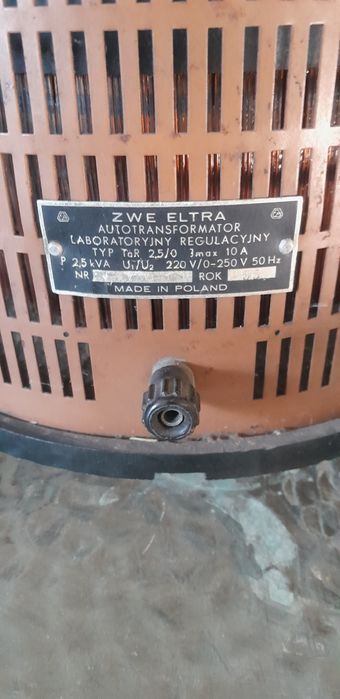 ZWE ELTRA
AUTOTRANSFORMATOR
LABORATORYJNY REGULACYJNY
TYP TaR 2,5/0 Jmax 10 A
P 2,5 kVA U1/U2 220 V/0-250 V 50 Hz
NR ROK
MADE IN POLAND